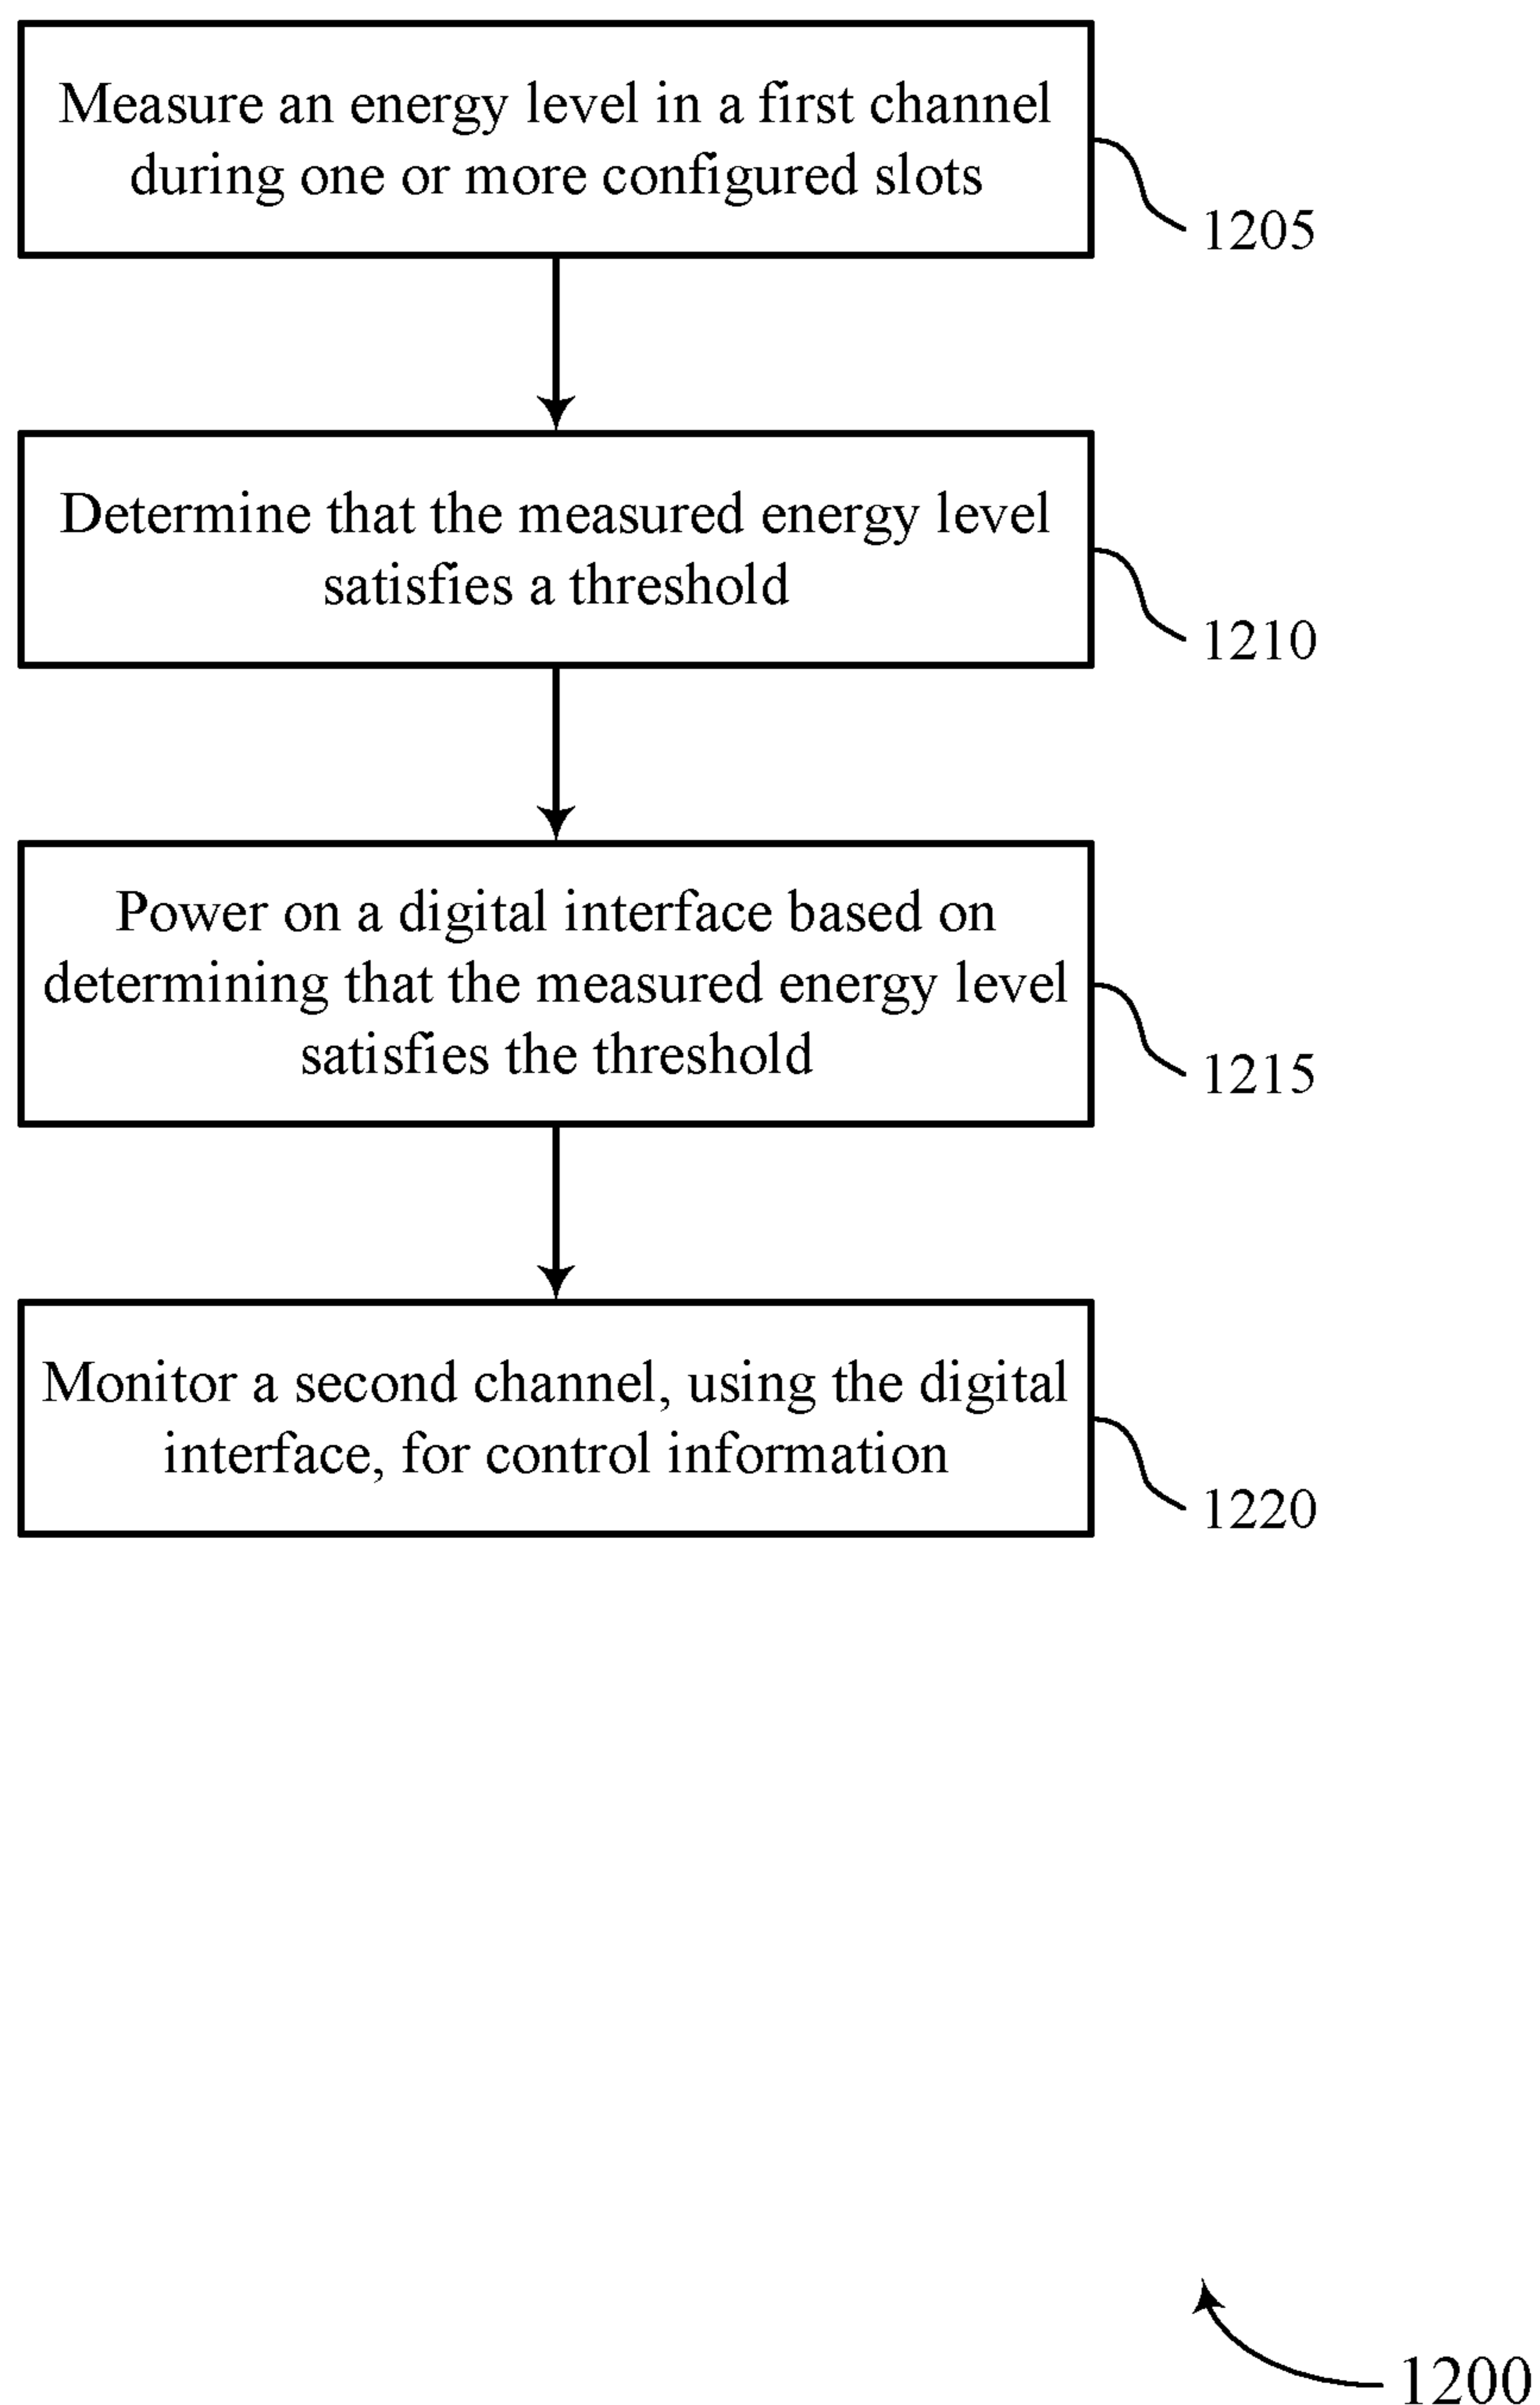 Measure an energy level in a first channel
during one or more configured slots
1205
Determine that the measured energy level
satisfies a threshold
1210
Power on a digital interface based on
determining that the measured energy level
satisfies the threshold
1215
Monitor a second channel, using the digital
interface, for control information
1220
1200